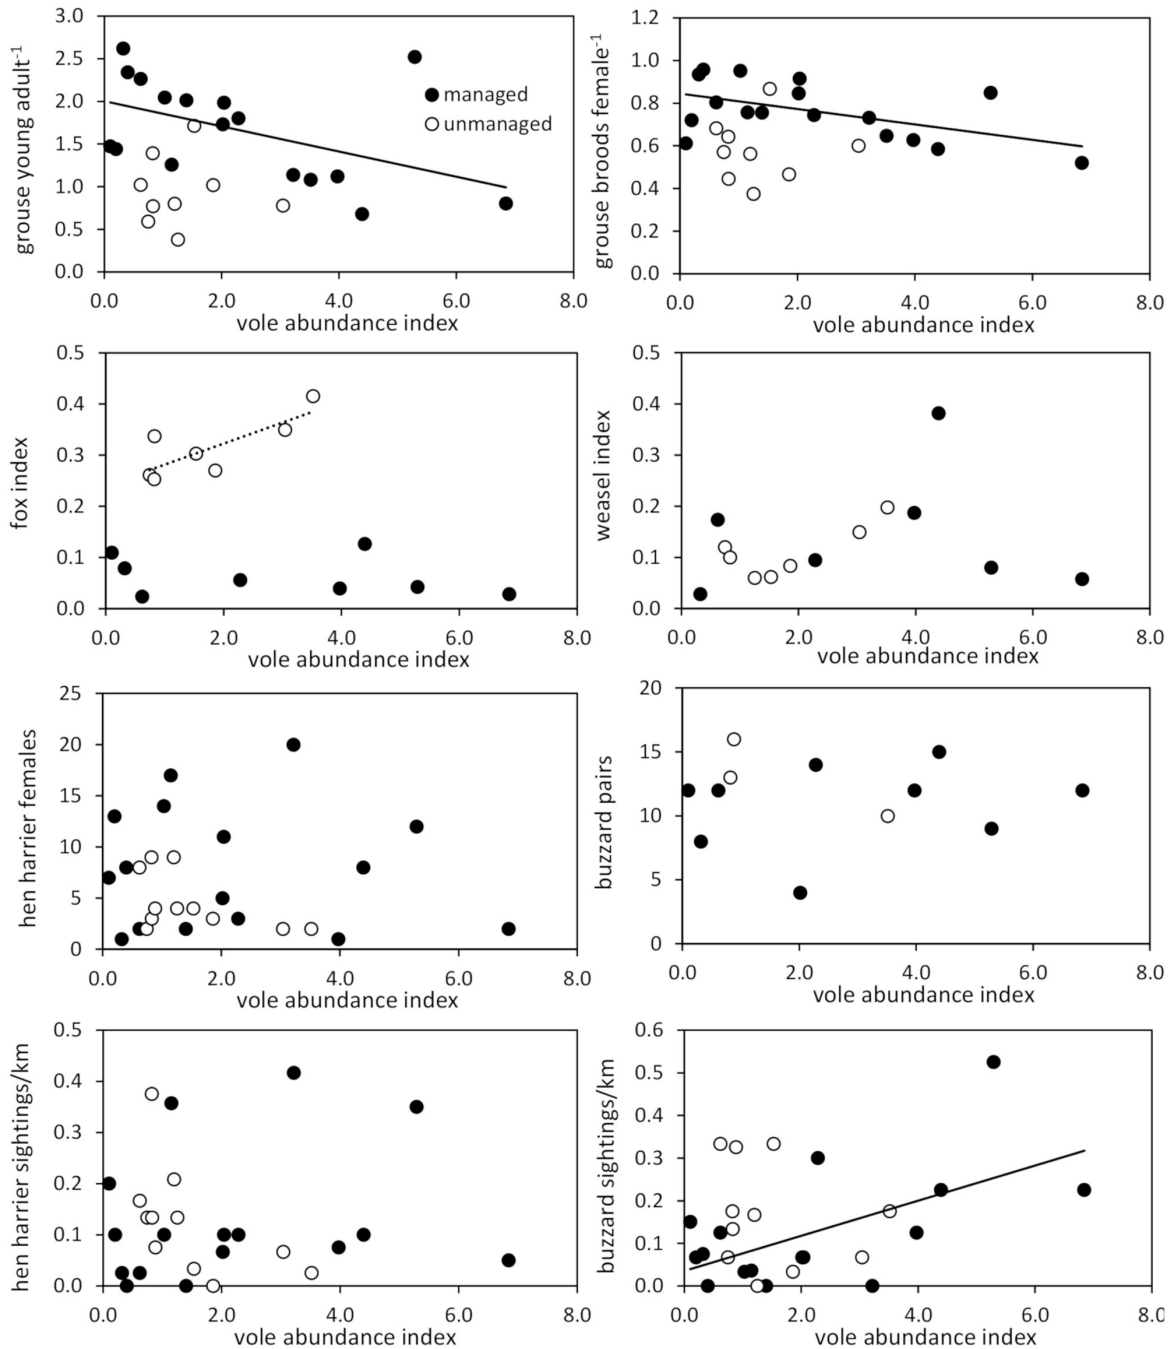 grouse young adult-1
3.0
2.5
2.0
1.5
1.0
0.5
0.0
managed
unmanaged
0.0 2.0 4.0 6.0 8.0
vole abundance index
grouse broods female-1
1.2
1.0
0.8
0.6
0.4
0.2
0.0
0.0 2.0 4.0 6.0 8.0
vole abundance index
fox index
0.5
0.4
0.3
0.2
0.1
0.0
0.0 2.0 4.0 6.0 8.0
vole abundance index
weasel index
0.5
0.4
0.3
0.2
0.1
0.0
0.0 2.0 4.0 6.0 8.0
vole abundance index
hen harrier females
25
20
15
10
5
0
0.0 2.0 4.0 6.0 8.0
vole abundance index
buzzard pairs
20
15
10
5
0
0.0 2.0 4.0 6.0 8.0
vole abundance index
hen harrier sightings/km
0.5
0.4
0.3
0.2
0.1
0.0
0.0 2.0 4.0 6.0 8.0
vole abundance index
buzzard sightings/km
0.6
0.5
0.4
0.3
0.2
0.1
0.0
0.0 2.0 4.0 6.0 8.0
vole abundance index